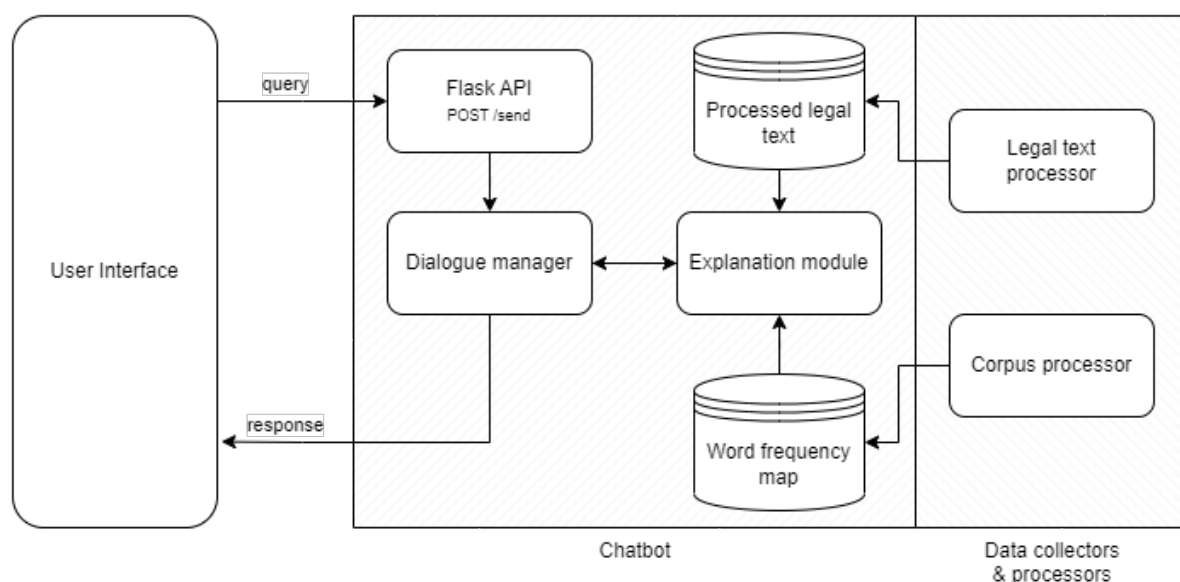 query
Flask API
POST /send
Processed legal
text
Legal text
processor
User Interface
Dialogue manager
Explanation module
Corpus processor
response
Word frequency
map
Chatbot
Data collectors
& processors